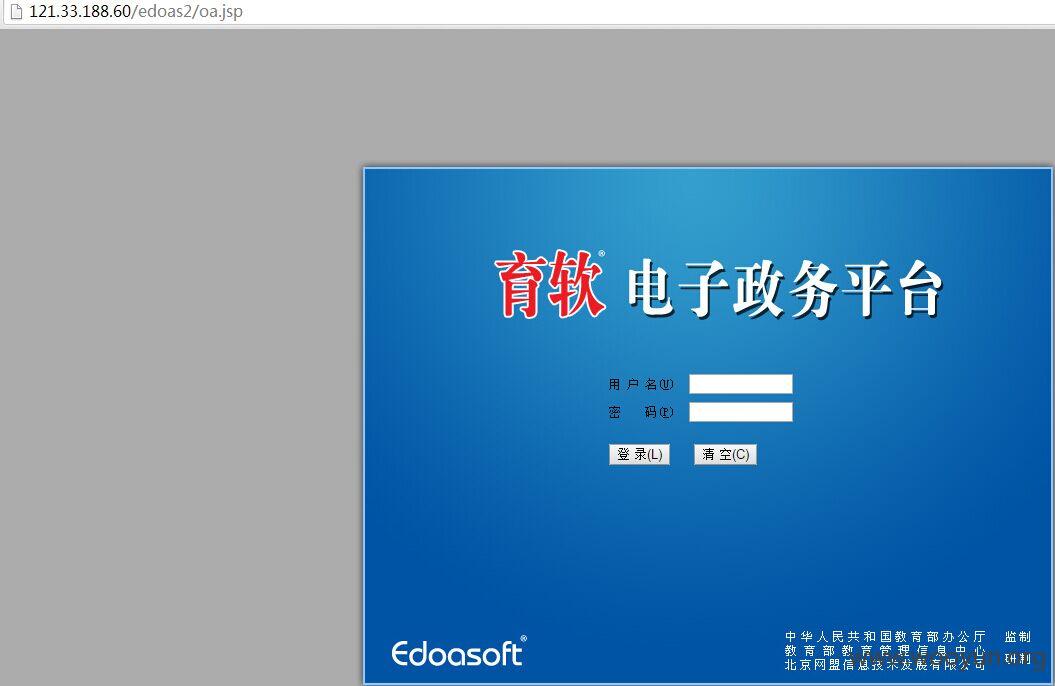 121.33.188.60/edoas2/oa.jsp
育软® 电子政务平台
用 户 名(U)
密 码(P)
登 录(L) 清 空(C)
Edoasoft®
中华人民共和国教育部办公厅 监制
教育部教育管理信息中心
北京网盟信息技术发展有限公司 研制